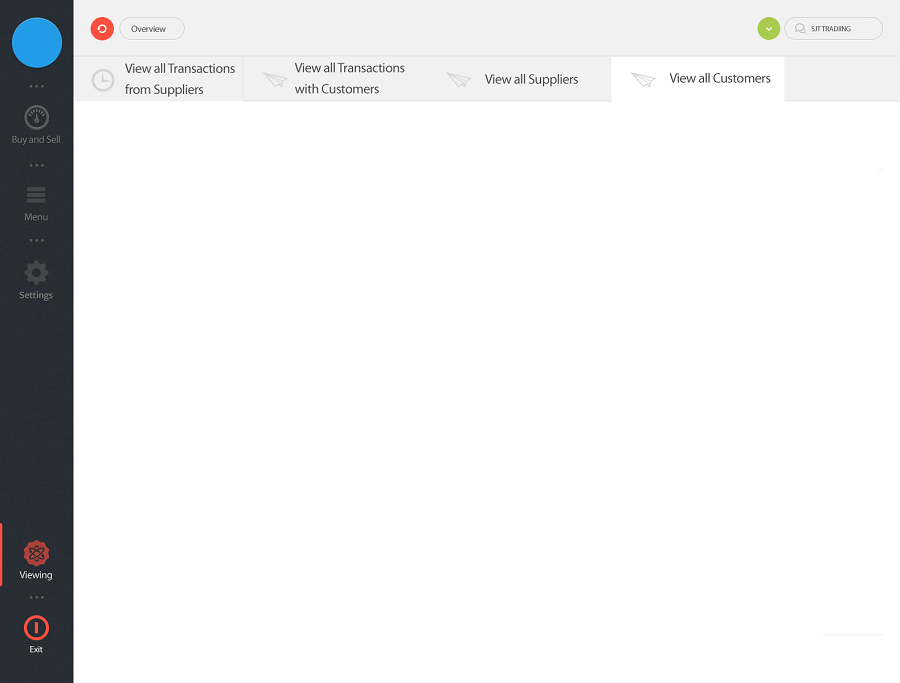 Overview
SJT TRADIING
View all Transactions
from Suppliers
View all Transactions
with Customers
View all Suppliers
View all Customers
Buy and Sell
Menu
Settings
Viewing
Exit